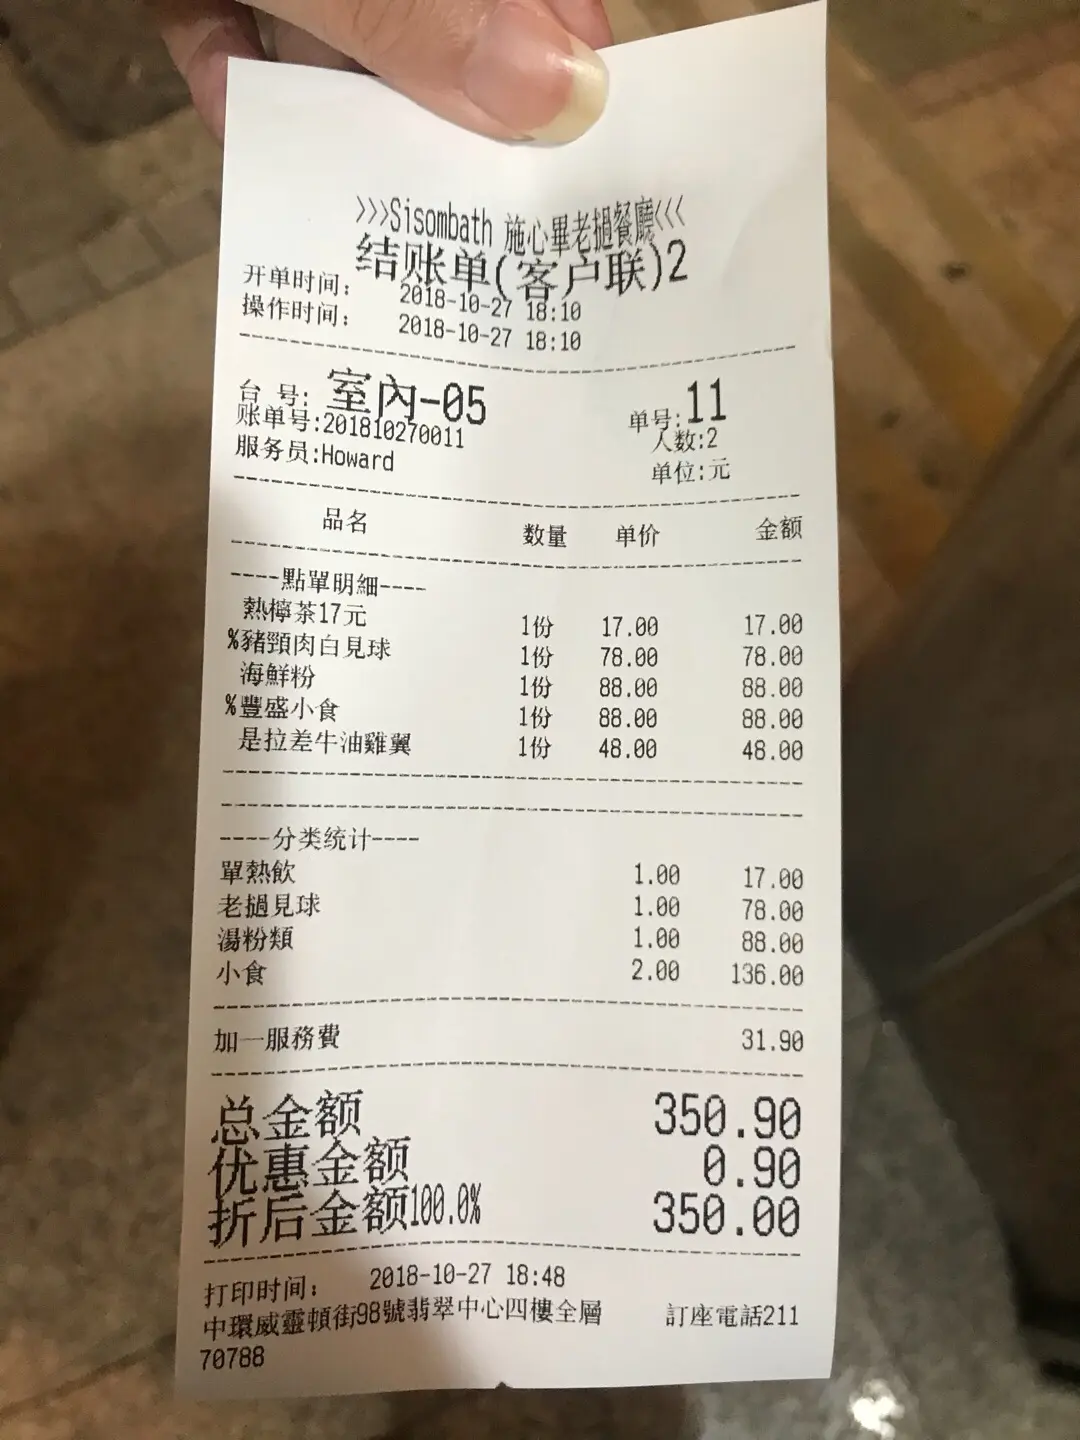 >>>Sisombath 施心畢老撾餐廳<<<
结账单(客户联)2
开单时间: 2018-10-27 18:10
操作时间: 2018-10-27 18:10
台 号: 室內-05 单号:11
账单号:201810270011 人数:2
服务员:Howard 单位:元
品名 数量 单价 金额
----點單明細----
熱檸茶17元 1份 17.00 17.00
%豬頸肉白見球 1份 78.00 78.00
海鮮粉 1份 88.00 88.00
%豐盛小食 1份 88.00 88.00
是拉差牛油雞翼 1份 48.00 48.00
----分类统计----
單熱飲 1.00 17.00
老撾見球 1.00 78.00
湯粉類 1.00 88.00
小食 2.00 136.00
加一服務費 31.90
总金额 350.90
优惠金额 0.90
折后金额100.0% 350.00
打印时间: 2018-10-27 18:48
中環威靈頓街98號翡翠中心四樓全層 訂座電話211
70788